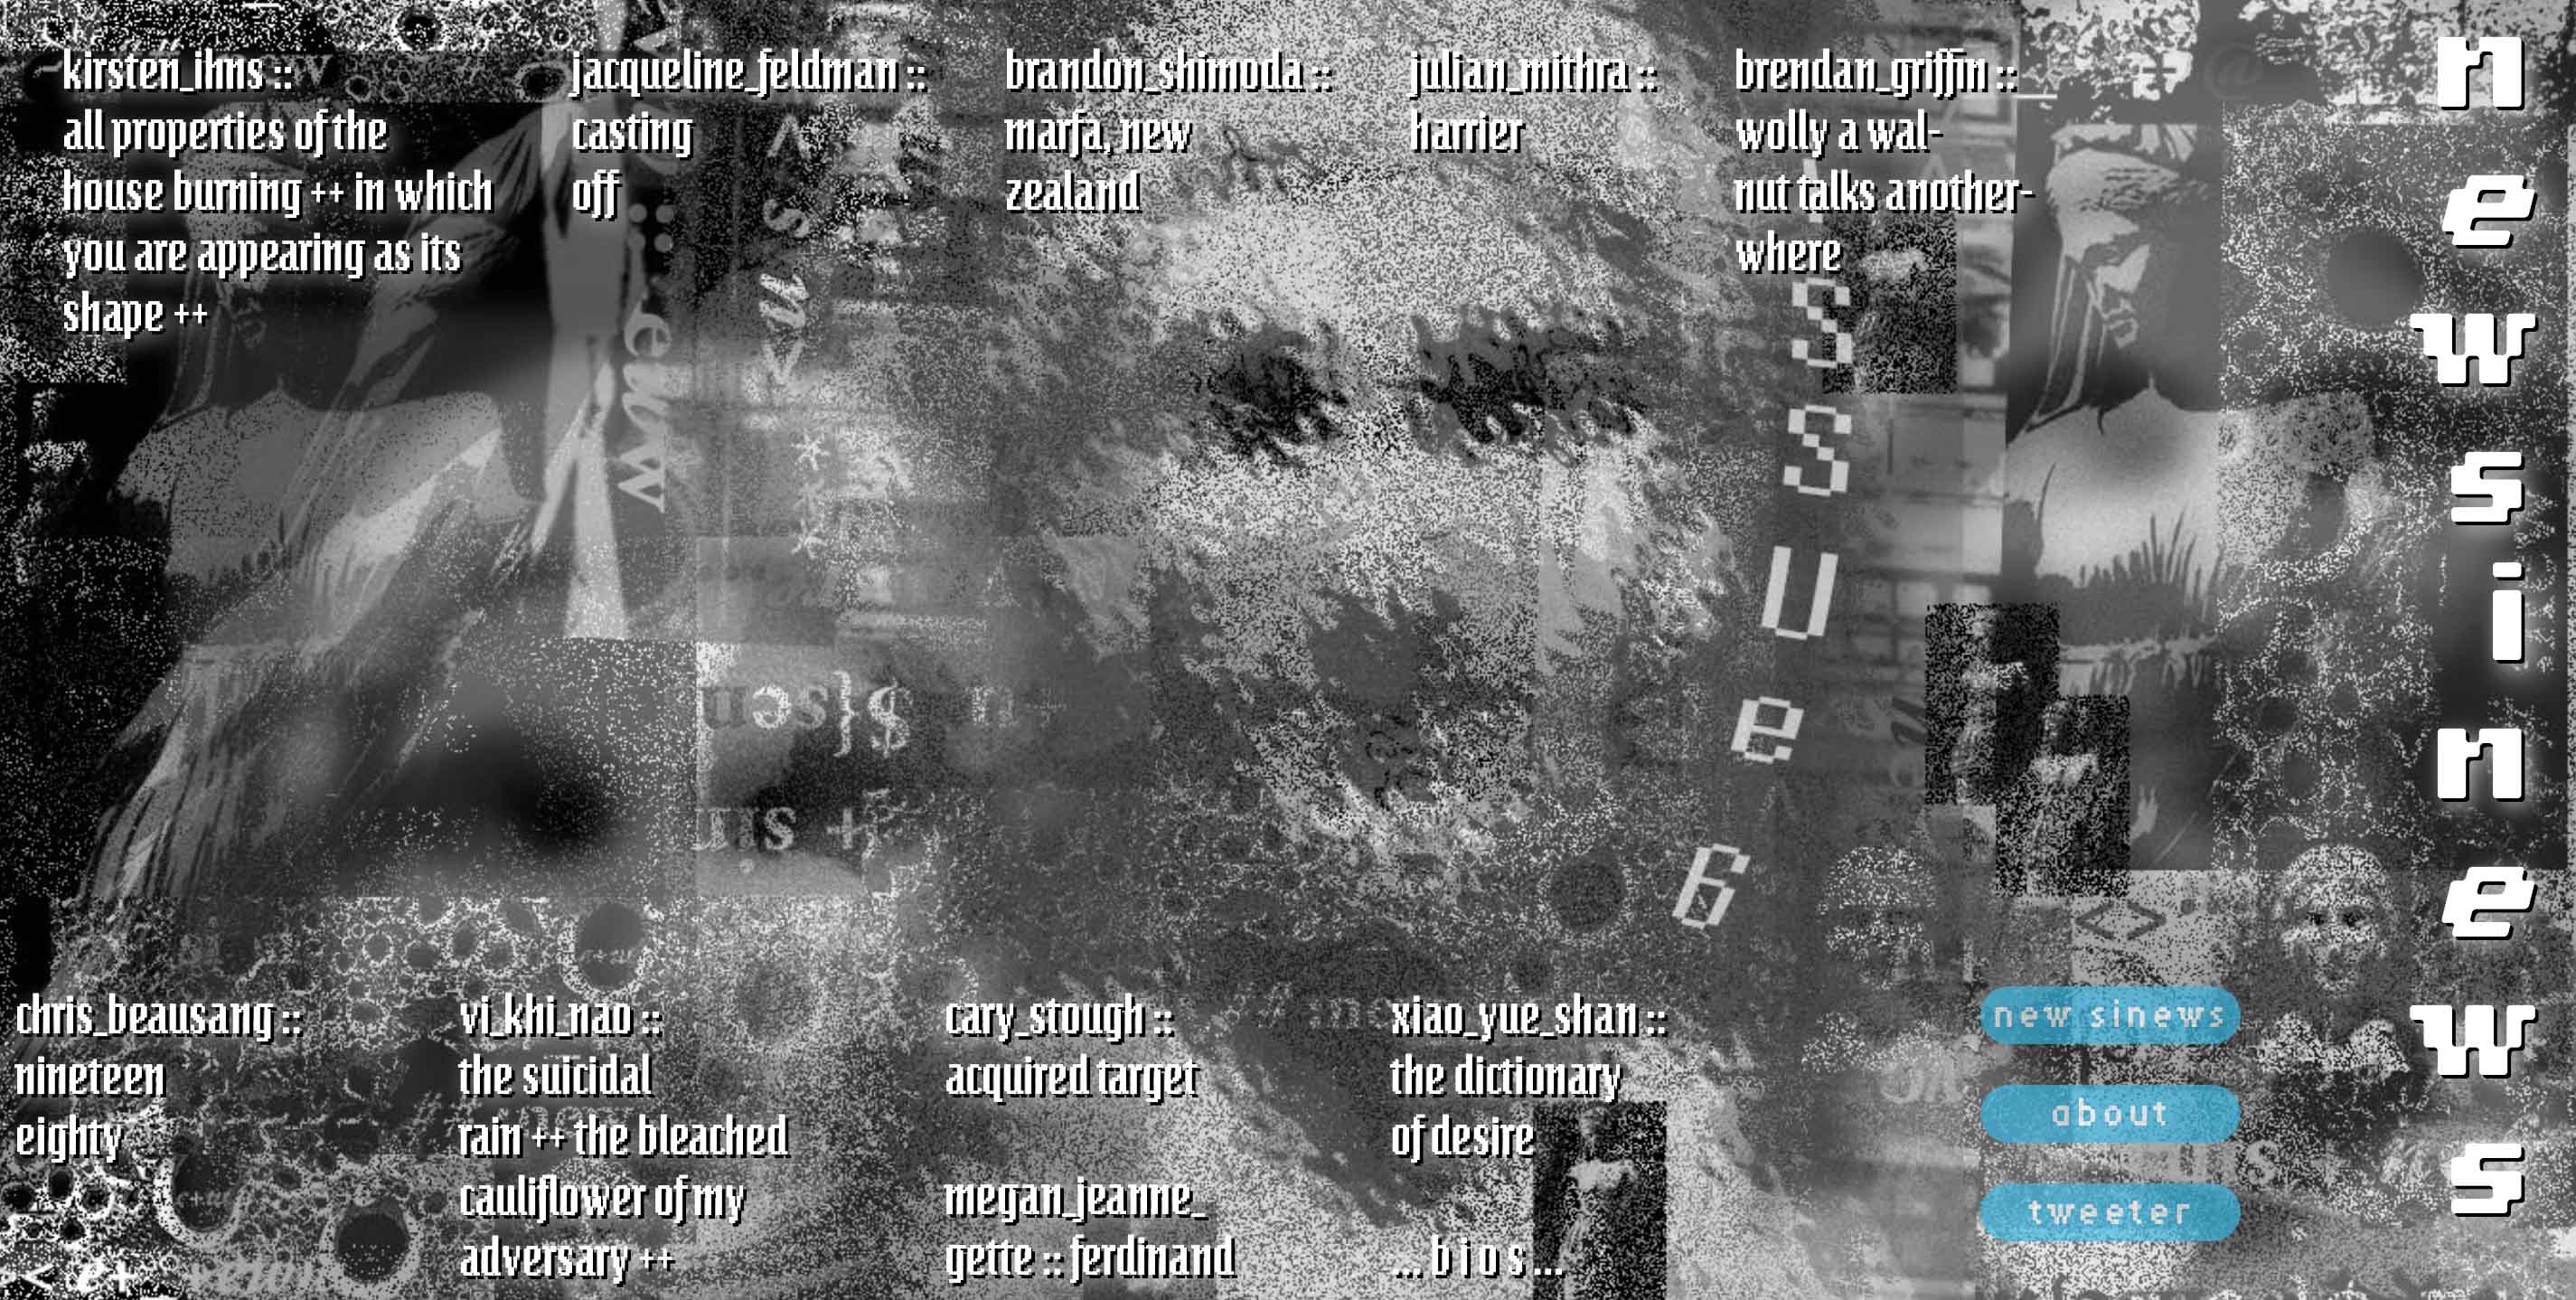 kirsten_ihns ::
all properties of the
house burning ++ in which
you are appearing as its
shape ++
jacqueline_feldman ::
casting
off
brandon_shimoda ::
marfa, new
zealand
julian_mithra ::
harrier
brendan_griffin ::
wolly a wal-
nut talks another-
where
i
s
s
u
e
6
n
e
w
s
i
n
e
w
s
chris_beausang ::
nineteen
eighty
vi_khi_nao ::
the suicidal
rain ++ the bleached
cauliflower of my
adversary ++
cary_stough ::
acquired target
megan_jeanne_
gette :: ferdinand
xiao_yue_shan ::
the dictionary
of desire
... b i o s ...
new sinews
about
tweeter